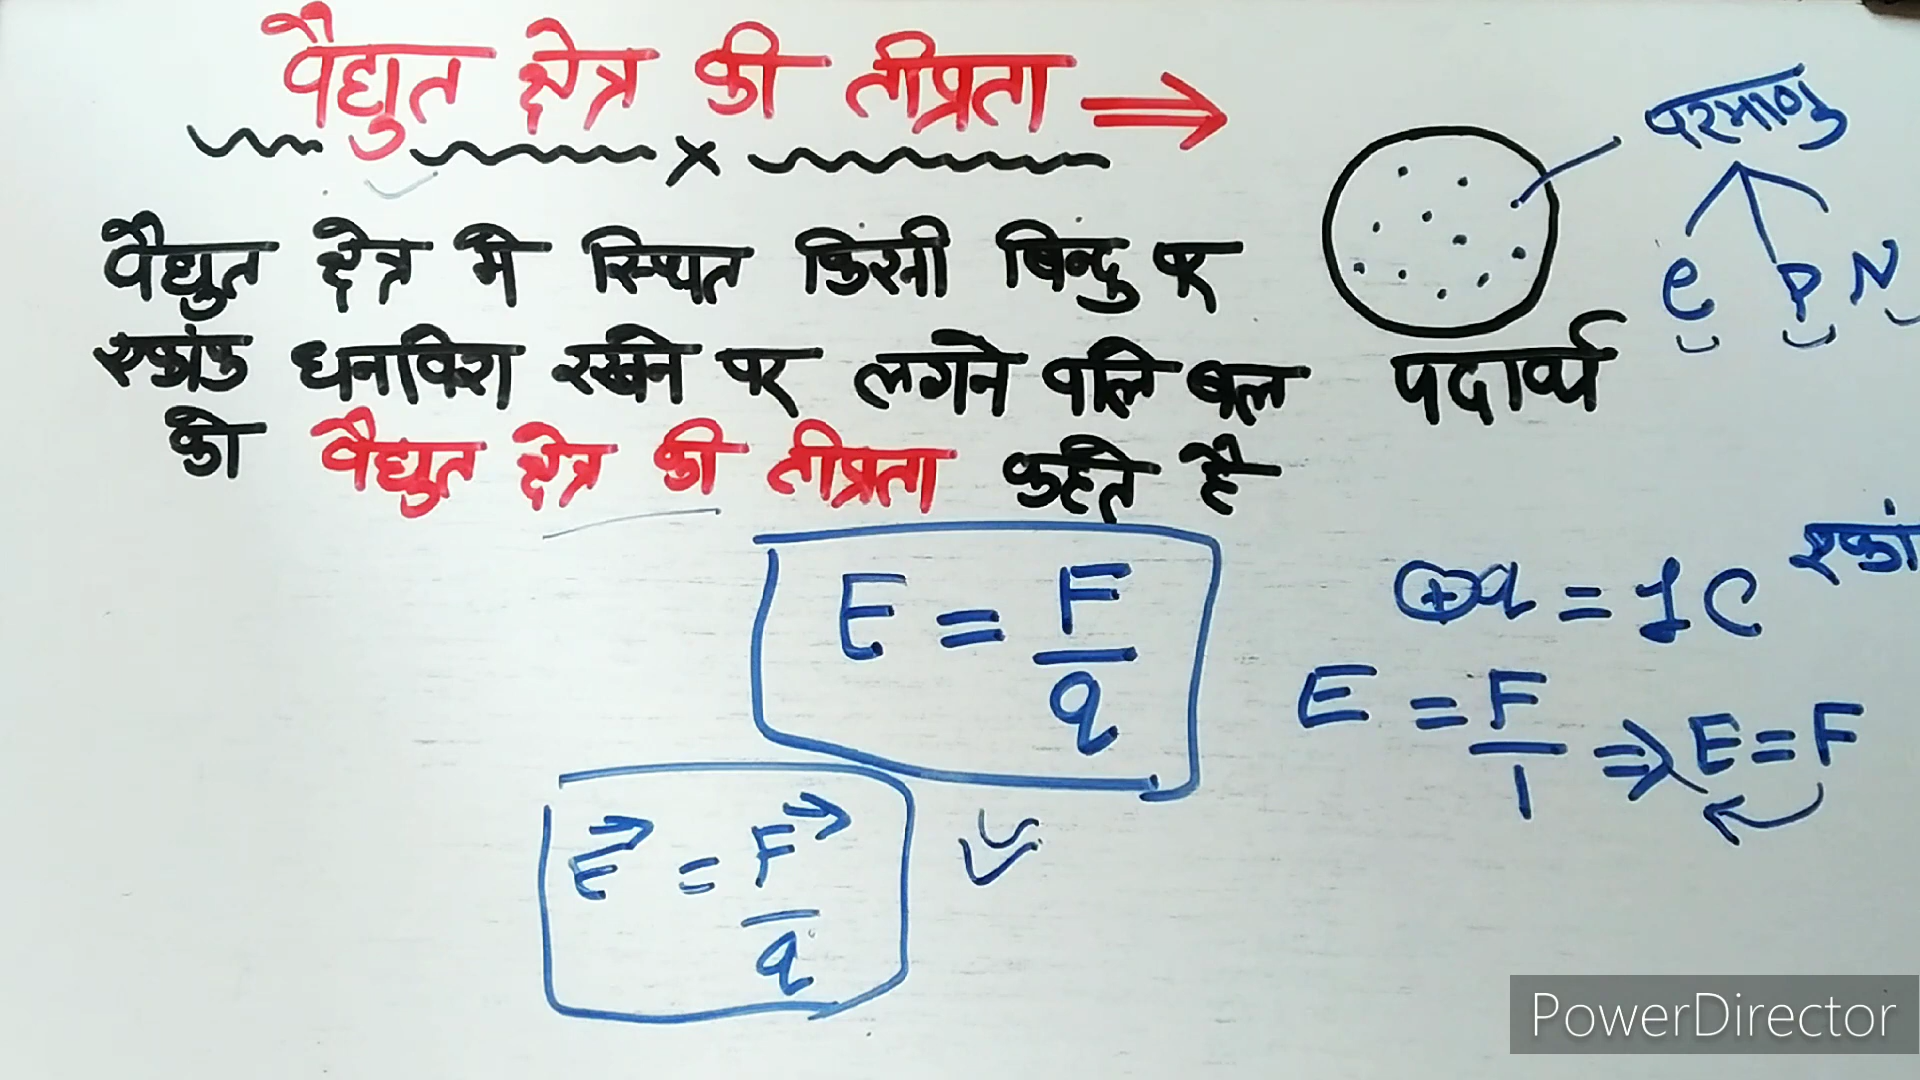 वैद्युत क्षेत्र की तीव्रता ⇒
वैद्युत क्षेत्र मे स्थित किसी बिन्दु पर
एकांक धनावेश रखने पर लगने वाले बल
को वैद्युत क्षेत्र की तीव्रता कहते है
परमाणु
e P N
पदार्थ
E = F/q
E⃗ = F⃗/q
⊕q = 1C
E = F/1 ⇒ E = F
PowerDirector